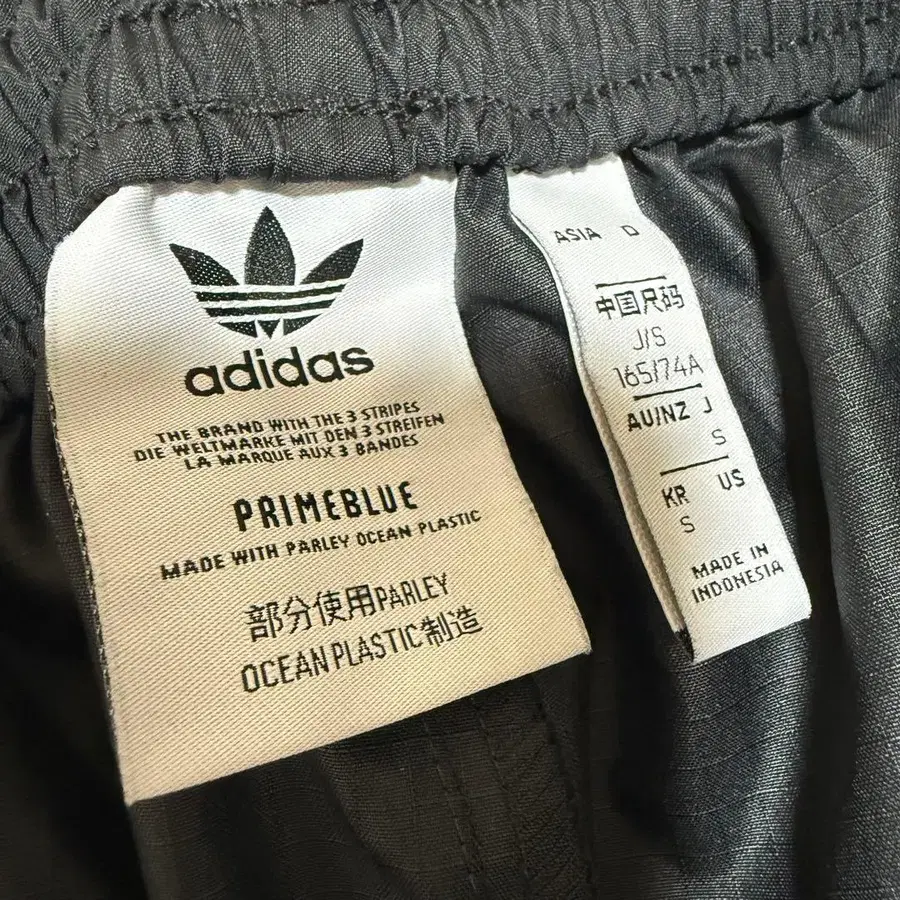 adidas
THE BRAND WITH THE 3 STRIPES
DIE WELTMARKE MIT DEN 3 STREIFEN
LA MARQUE AUX 3 BANDES
PRIMEBLUE
MADE WITH PARLEY OCEAN PLASTIC
部分使用PARLEY
OCEAN PLASTIC制造
ASIA D
中国尺码
J/S
165/74A
AU/NZ J
S
KR US
S
MADE IN
INDONESIA